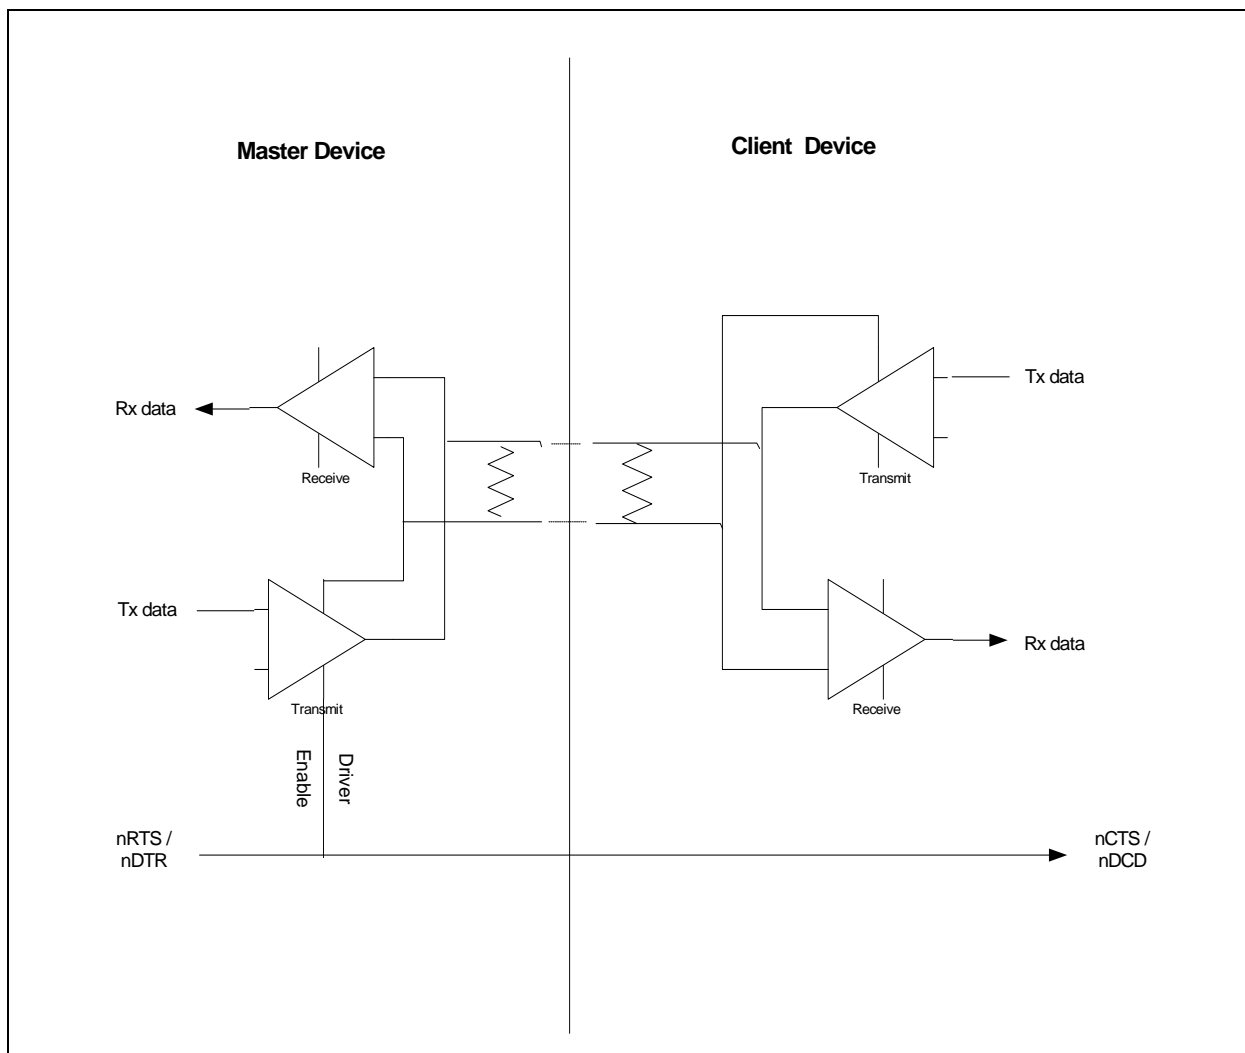 Master Device
Client  Device
Rx data
Tx data
Receive
Transmit
Tx data
Rx data
Transmit
Receive
Driver
Enable
nRTS /
nDTR
nCTS /
nDCD